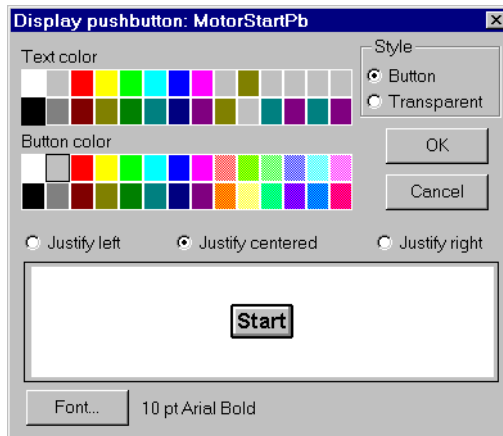 Display pushbutton: MotorStartPb
Text color
Style
Button
Transparent
Button color
OK
Cancel
Justify left
Justify centered
Justify right
Start
Font...
10 pt Arial Bold